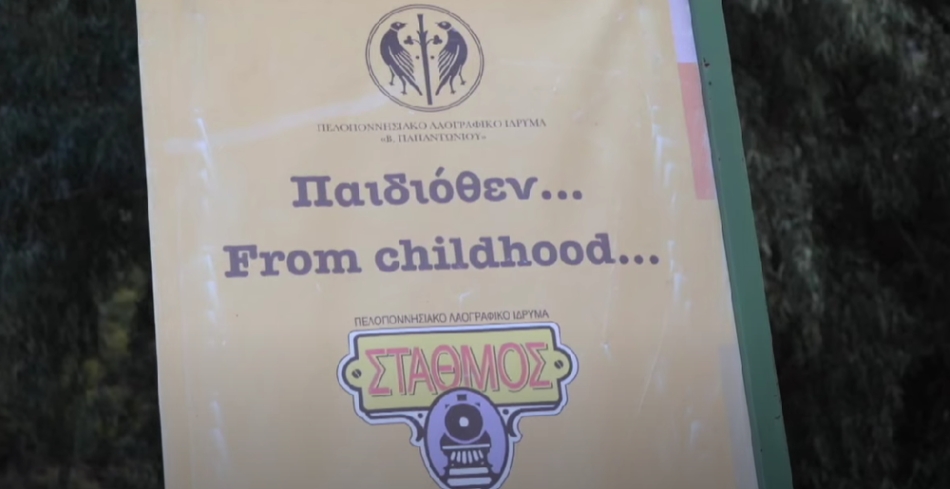 ΠΕΛΟΠΟΝΝΗΣΙΑΚΟ ΛΑΟΓΡΑΦΙΚΟ ΙΔΡΥΜΑ
«Β. ΠΑΠΑΝΤΩΝΙΟΥ»
Παιδιόθεν...
From childhood...
ΠΕΛΟΠΟΝΝΗΣΙΑΚΟ ΛΑΟΓΡΑΦΙΚΟ ΙΔΡΥΜΑ
ΣΤΑΘΜΟΣ